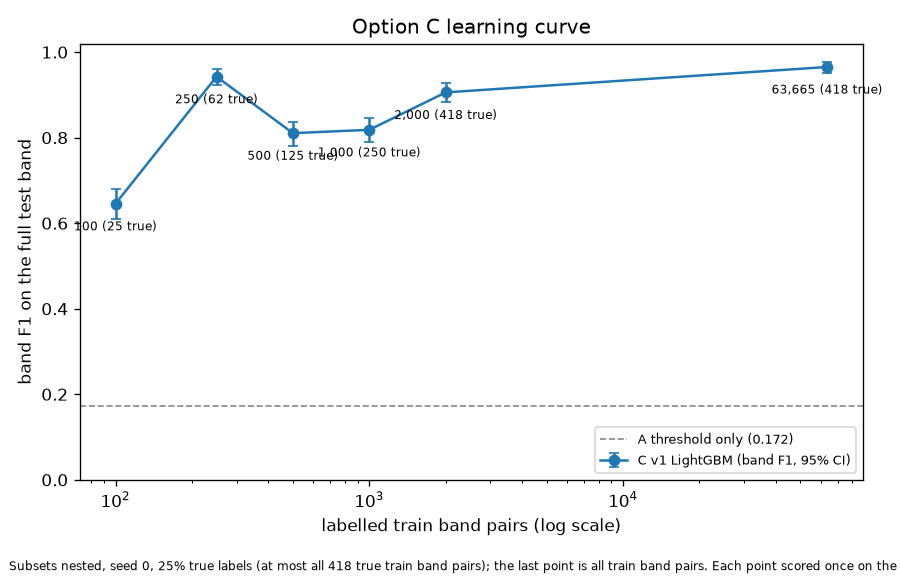 Option C learning curve
band F1 on the full test band
1.0
0.8
0.6
0.4
0.2
0.0
100 (25 true)
250 (62 true)
500 (125 true)
1,000 (250 true)
2,000 (418 true)
63,665 (418 true)
A threshold only (0.172)
C v1 LightGBM (band F1, 95% CI)
10²
10³
10⁴
labelled train band pairs (log scale)
Subsets nested, seed 0, 25% true labels (at most all 418 true train band pairs); the last point is all train band pairs. Each point scored once on the